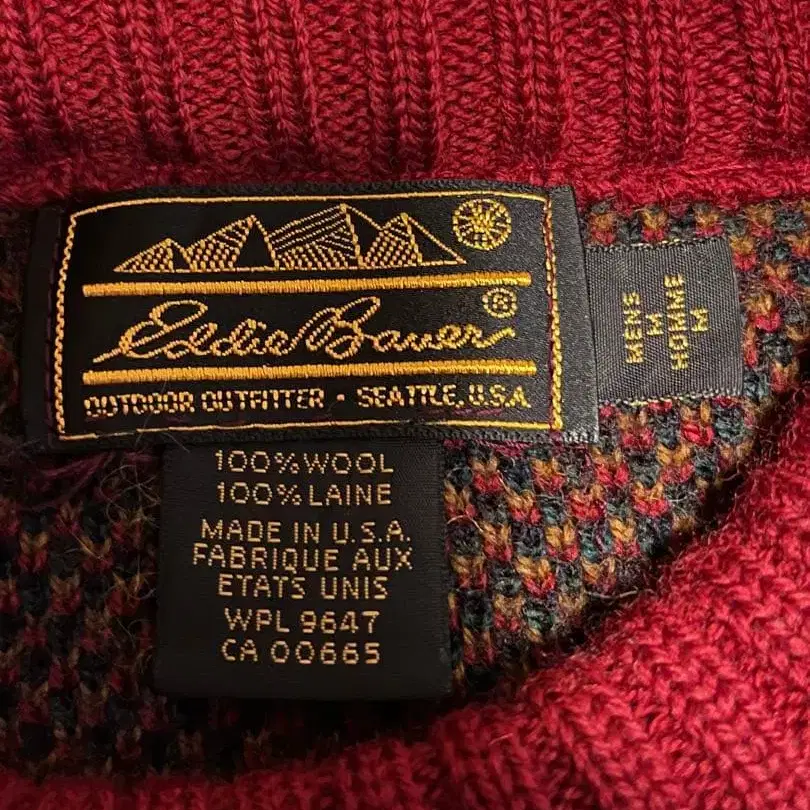 Eddie Bauer®
OUTDOOR OUTFITTER • SEATTLE, U.S.A.
MENS
M
HOMME
M
100% WOOL
100% LAINE
MADE IN U.S.A.
FABRIQUE AUX
ETATS UNIS
WPL 9647
CA 00665